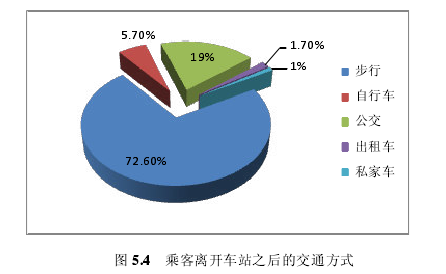 5.70%
19%
1.70%
1%
72.60%
步行
自行车
公交
出租车
私家车
图 5.4 乘客离开车站之后的交通方式